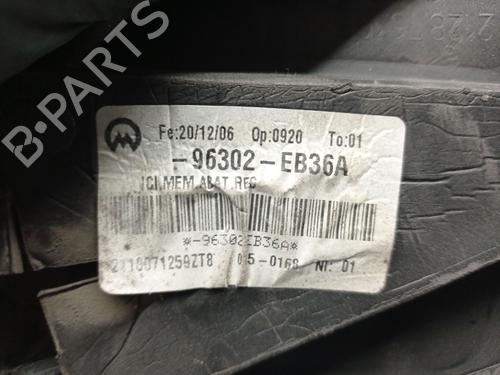 B-PARTS
Fe:20/12/06 Op:0920 To:01
-96302-EB36A
ICI MEM ABAT REC
*-96302EB36A*
2110071259ZT8 05-0168 NI: 01